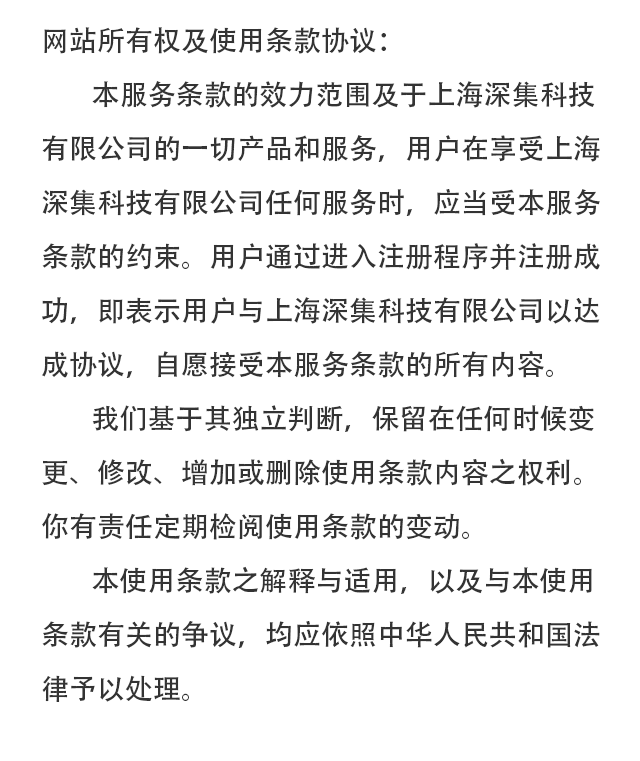 网站所有权及使用条款协议：
本服务条款的效力范围及于上海深集科技
有限公司的一切产品和服务，用户在享受上海
深集科技有限公司任何服务时，应当受本服务
条款的约束。用户通过进入注册程序并注册成
功，即表示用户与上海深集科技有限公司以达
成协议，自愿接受本服务条款的所有内容。
我们基于其独立判断，保留在任何时候变
更、修改、增加或删除使用条款内容之权利。
你有责任定期检阅使用条款的变动。
本使用条款之解释与适用，以及与本使用
条款有关的争议，均应依照中华人民共和国法
律予以处理。